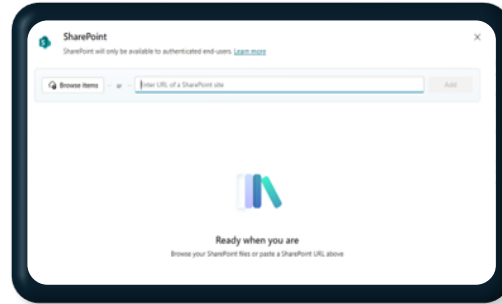 SharePoint
SharePoint will only be available to authenticated end-users. Learn more
Browse items
or
Enter URL of a SharePoint site
Add
Ready when you are
Browse your SharePoint files or paste a SharePoint URL above